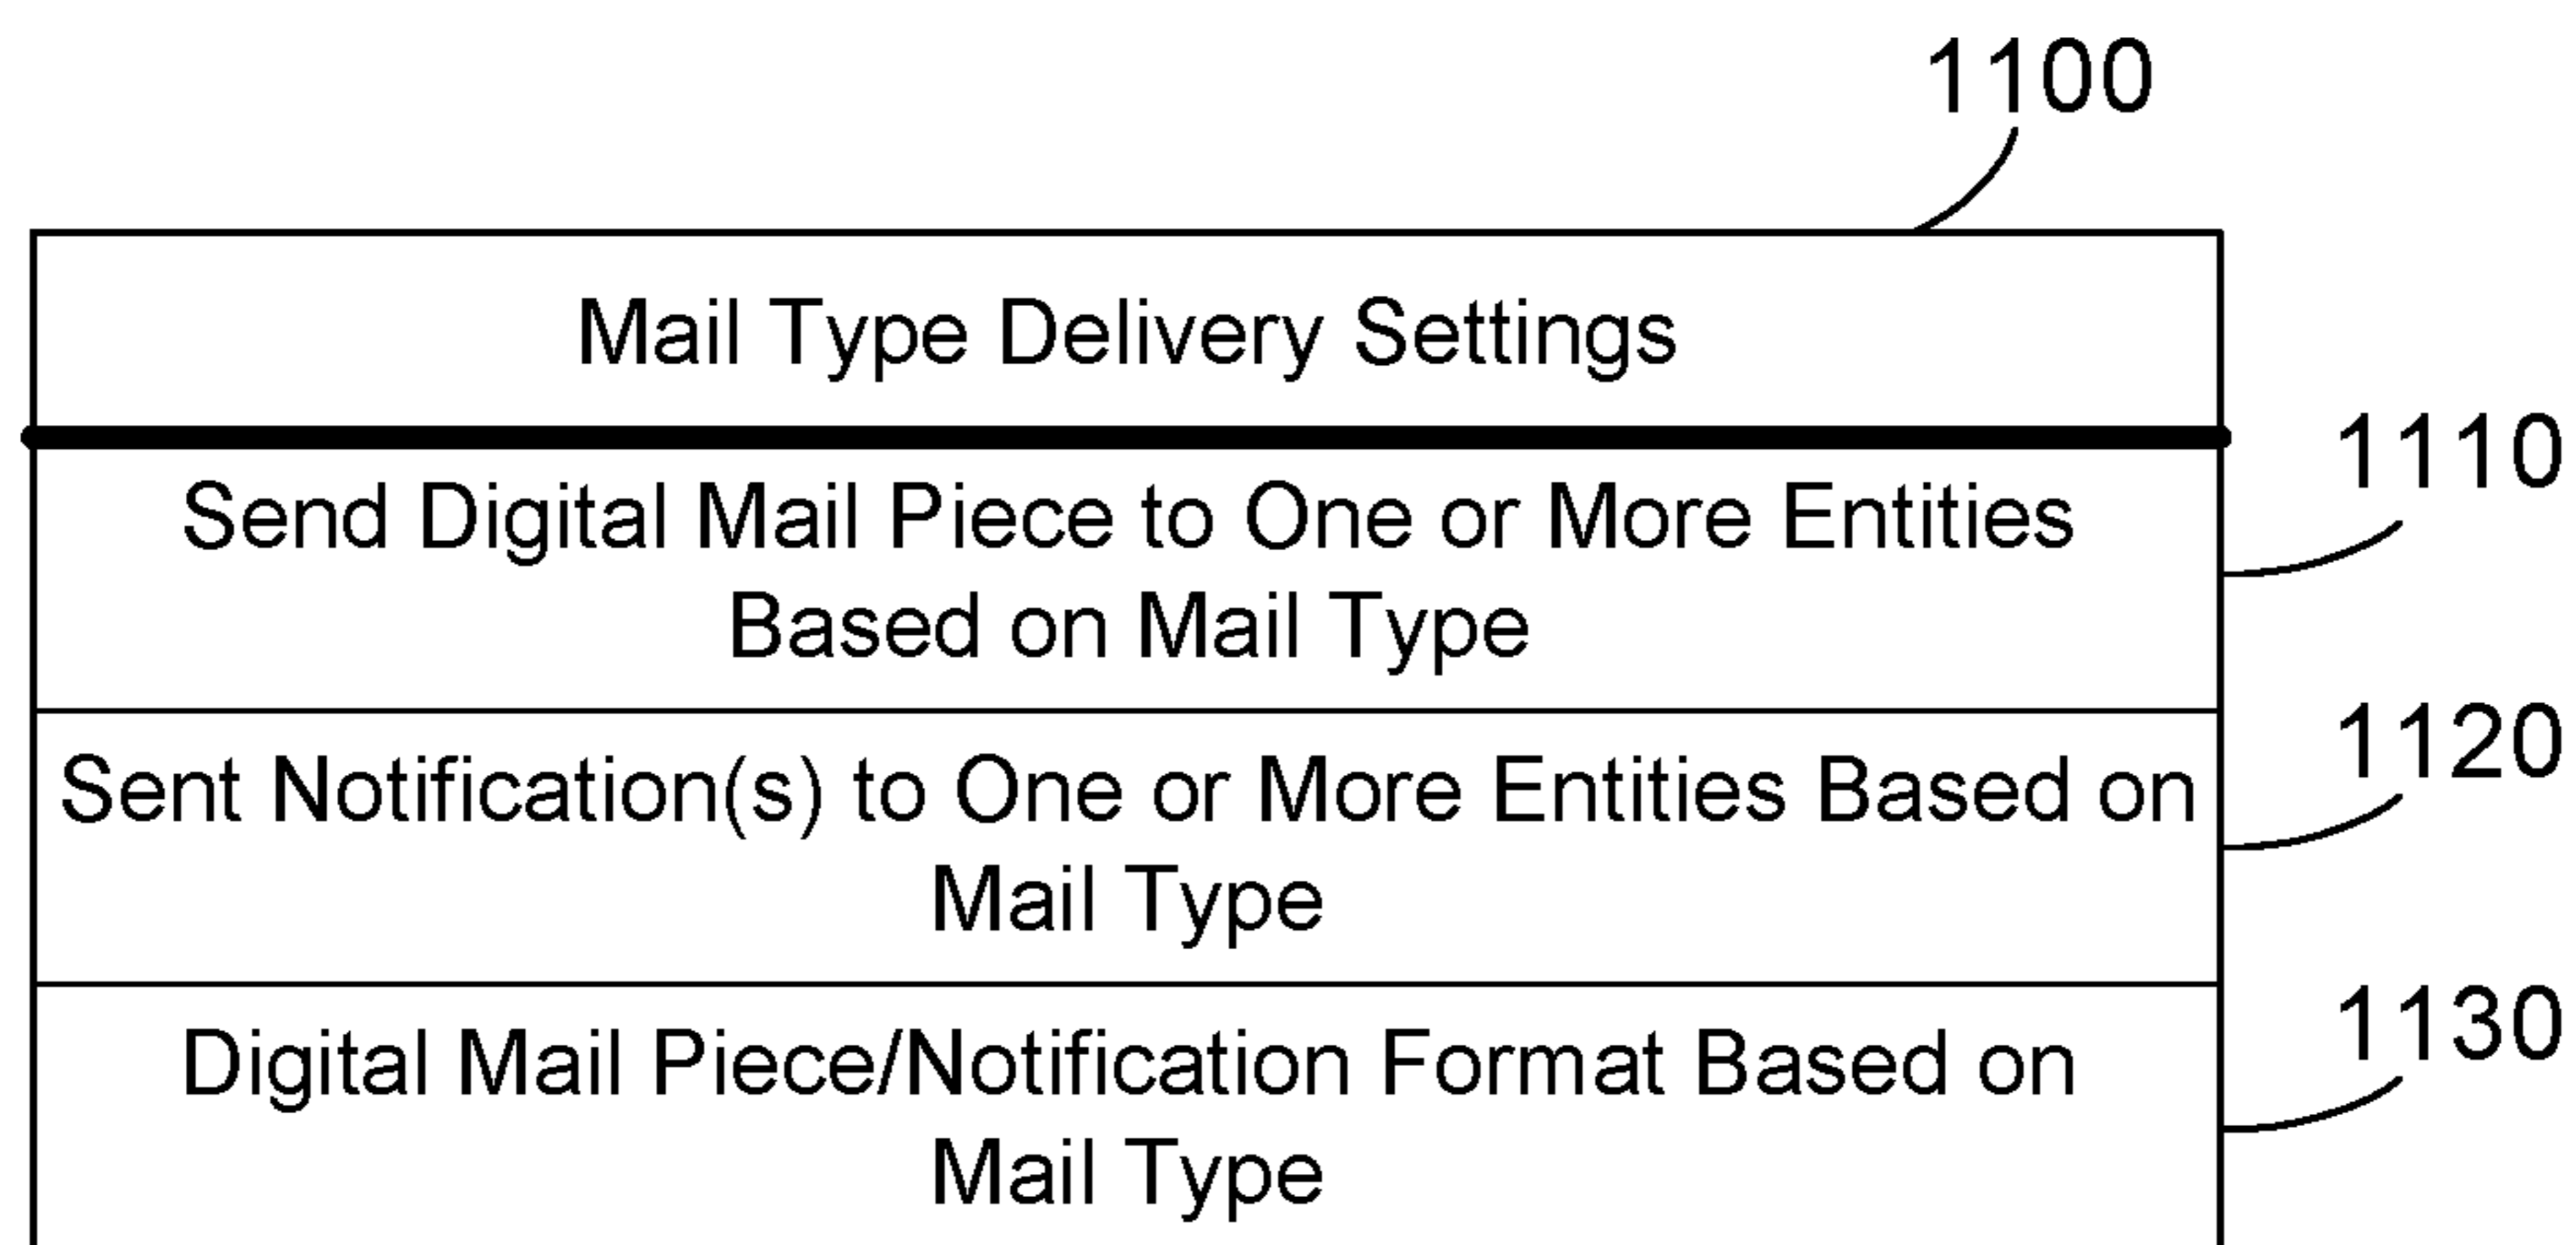 1100
Mail Type Delivery Settings
1110
Send Digital Mail Piece to One or More Entities
Based on Mail Type
1120
Sent Notification(s) to One or More Entities Based on
Mail Type
1130
Digital Mail Piece/Notification Format Based on
Mail Type